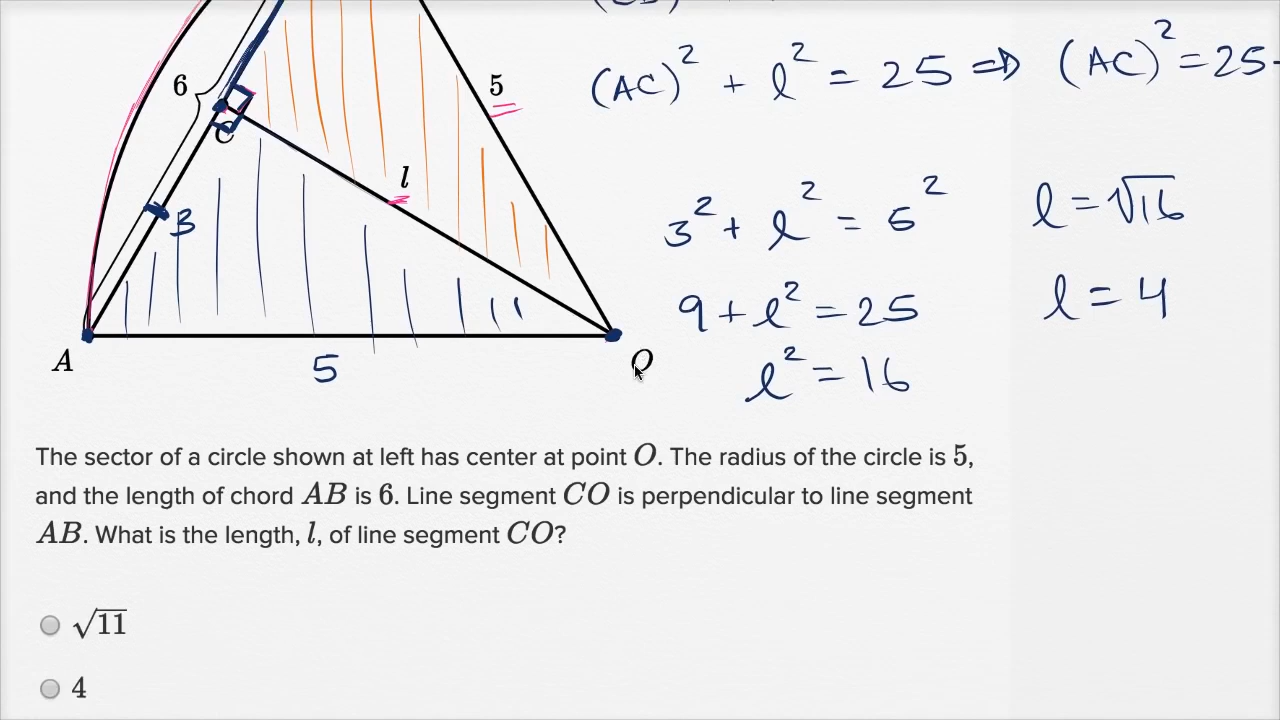 (AC)² + l² = 25 ⇒ (AC)² = 25-
6
5
C
l
3² + l² = 5²
l = √16
3
9 + l² = 25
l = 4
A
O
5
l² = 16
The sector of a circle shown at left has center at point O. The radius of the circle is 5,
and the length of chord AB is 6. Line segment CO is perpendicular to line segment
AB. What is the length, l, of line segment CO?
√11
4